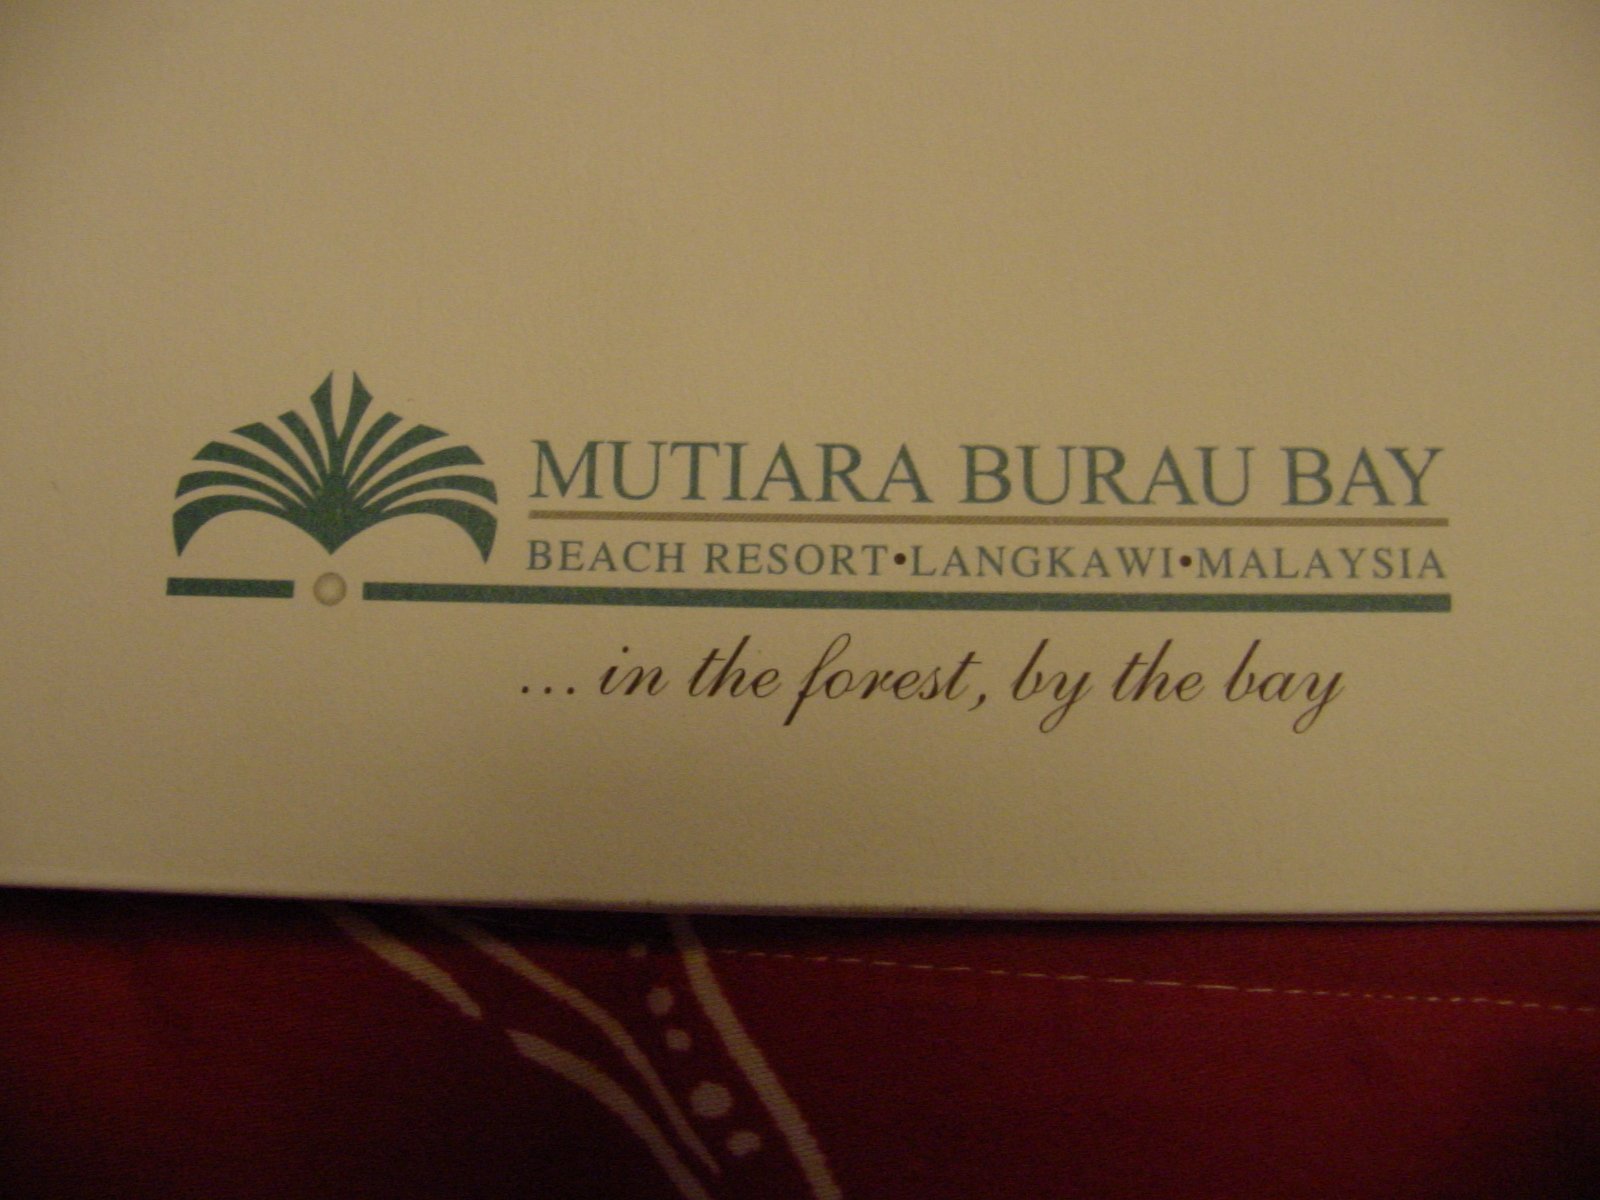 MUTIARA BURAU BAY
BEACH RESORT•LANGKAWI•MALAYSIA
... in the forest, by the bay